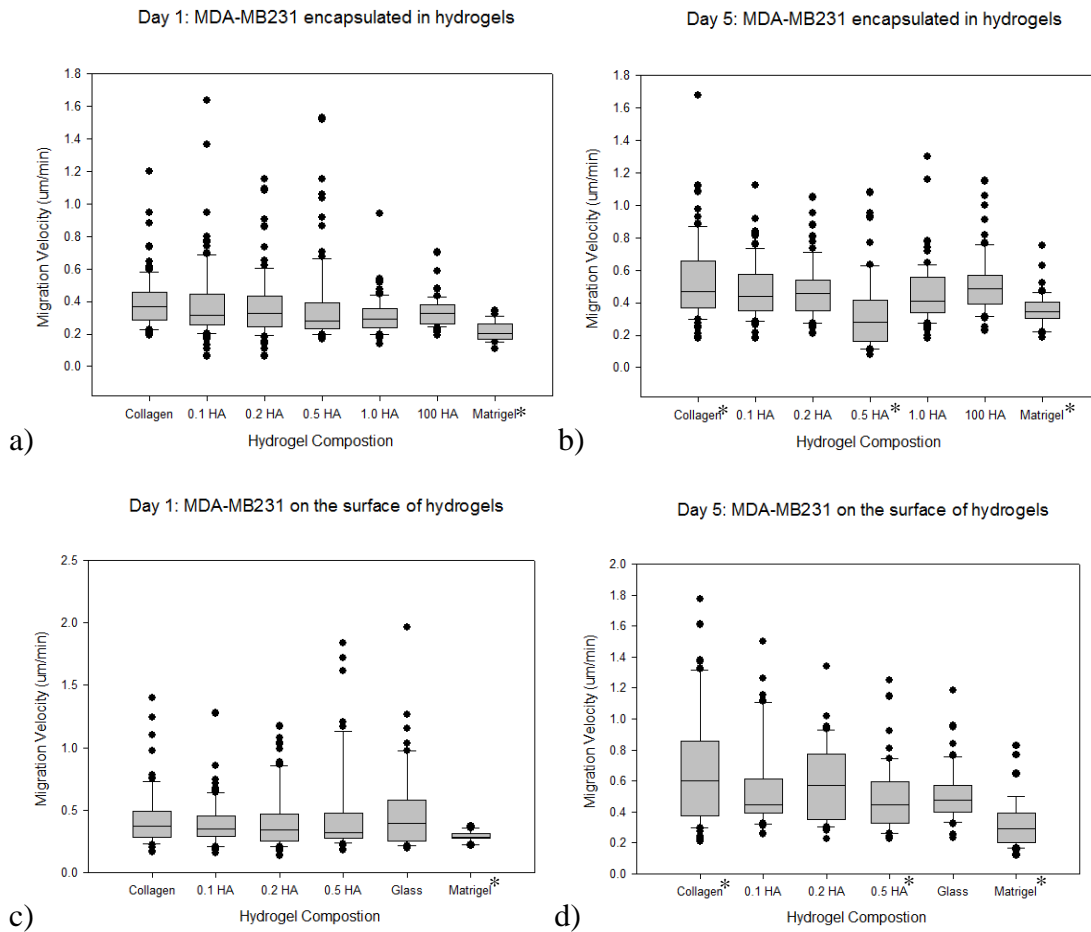 Day 1: MDA-MB231 encapsulated in hydrogels
Migration Velocity (um/min)
1.8
1.6
1.4
1.2
1.0
0.8
0.6
0.4
0.2
0.0
Collagen 0.1 HA 0.2 HA 0.5 HA 1.0 HA 100 HA Matrigel*
Hydrogel Compostion
a)
Day 5: MDA-MB231 encapsulated in hydrogels
Migration Velocity (um/min)
1.8
1.6
1.4
1.2
1.0
0.8
0.6
0.4
0.2
0.0
Collagen* 0.1 HA 0.2 HA 0.5 HA* 1.0 HA 100 HA Matrigel*
Hydrogel Compostion
b)
Day 1: MDA-MB231 on the surface of hydrogels
Migration Velocity (um/min)
2.5
2.0
1.5
1.0
0.5
0.0
Collagen 0.1 HA 0.2 HA 0.5 HA Glass Matrigel*
Hydrogel Compostion
c)
Day 5: MDA-MB231 on the surface of hydrogels
Migration Velocity (um/min)
2.0
1.8
1.6
1.4
1.2
1.0
0.8
0.6
0.4
0.2
0.0
Collagen* 0.1 HA 0.2 HA 0.5 HA* Glass Matrigel*
Hydrogel Compostion
d)